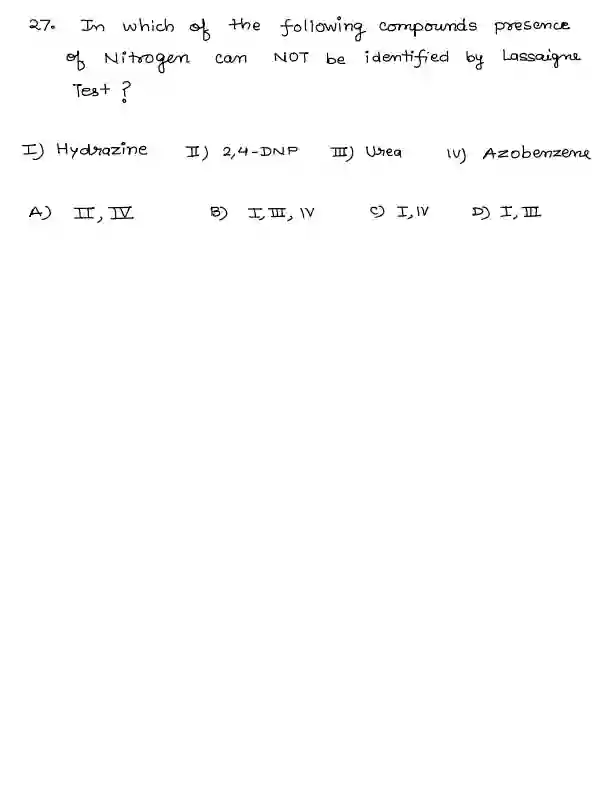 27. In which of the following compounds presence
of Nitrogen can NOT be identified by Lassaigne
Test ?
I) Hydrazine II) 2,4-DNP III) Urea IV) Azobenzene
A) II, IV B) I, III, IV C) I, IV D) I, III